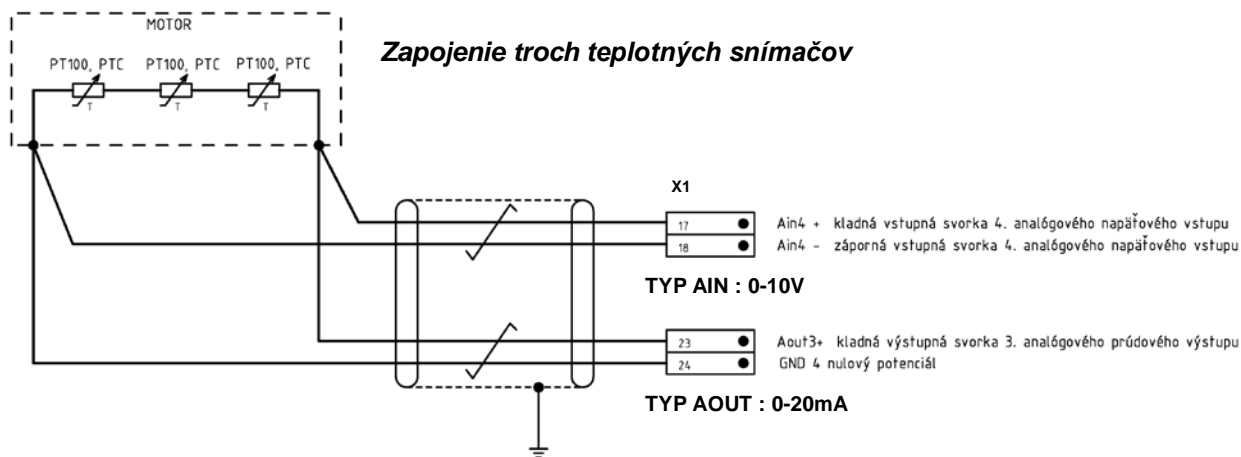 MOTOR
Zapojenie troch teplotných snímačov
PT100, PTC PT100, PTC PT100, PTC
T T T
X1
17 Ain4 + kladná vstupná svorka 4. analógového napäťového vstupu
18 Ain4 - záporná vstupná svorka 4. analógového napäťového vstupu
TYP AIN : 0-10V
23 Aout3+ kladná výstupná svorka 3. analógového prúdového výstupu
24 GND 4 nulový potenciál
TYP AOUT : 0-20mA